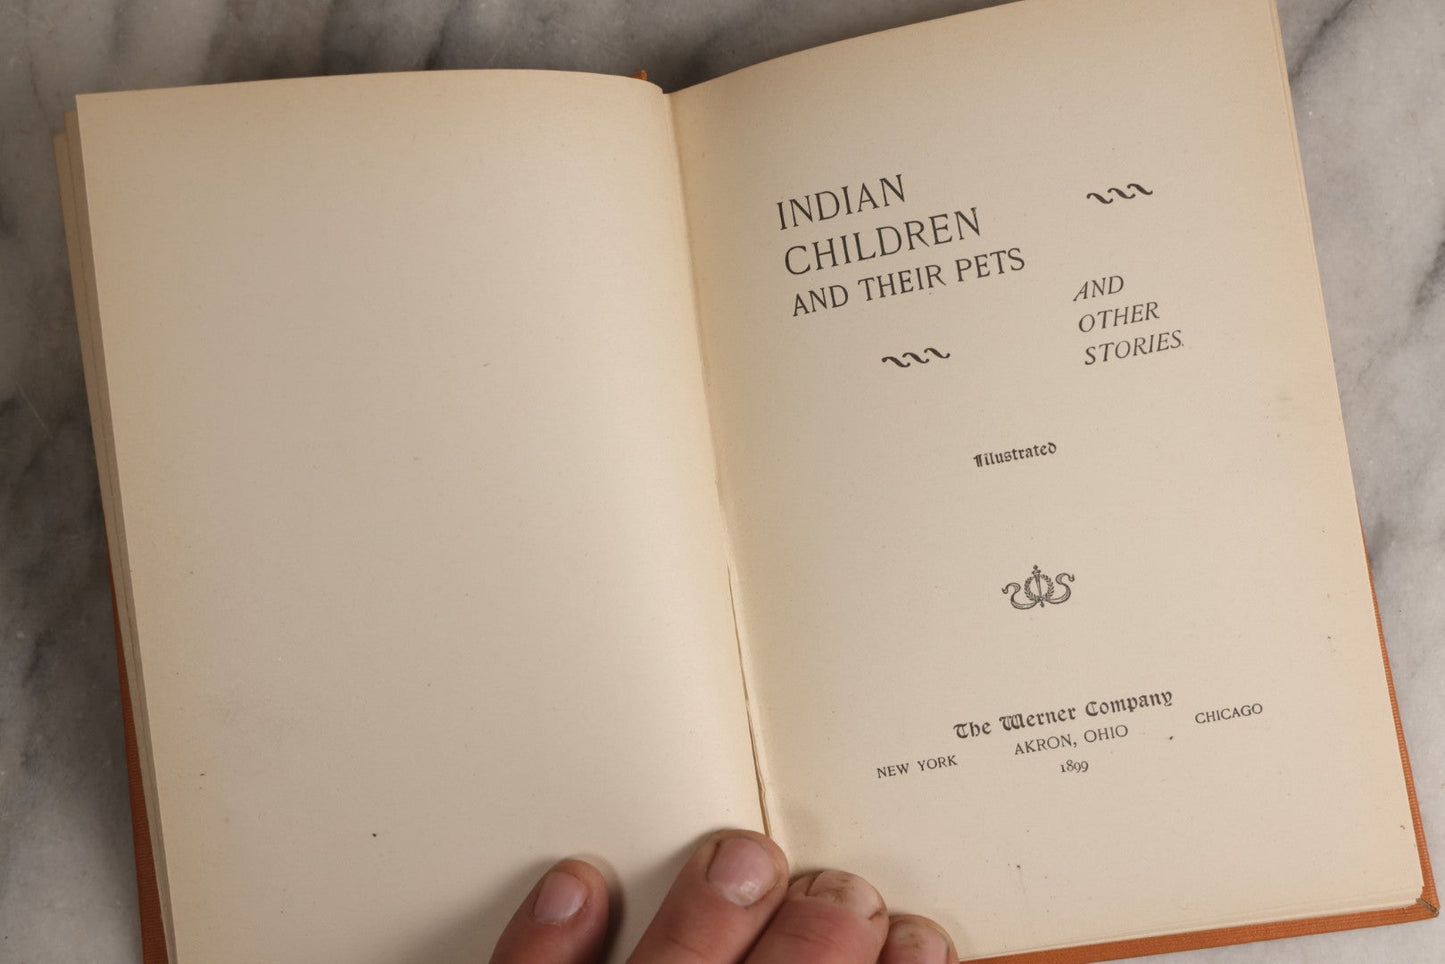 INDIAN
CHILDREN
AND THEIR PETS
AND
OTHER
STORIES.
Illustrated
The Werner Company
NEW YORK AKRON, OHIO CHICAGO
1899